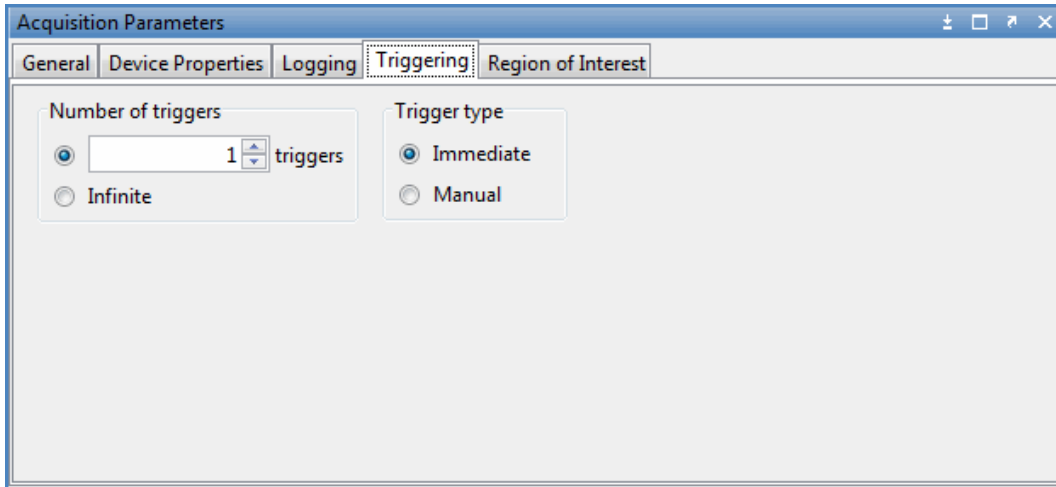 Acquisition Parameters
General Device Properties Logging Triggering Region of Interest
Number of triggers
1 triggers
Infinite
Trigger type
Immediate
Manual